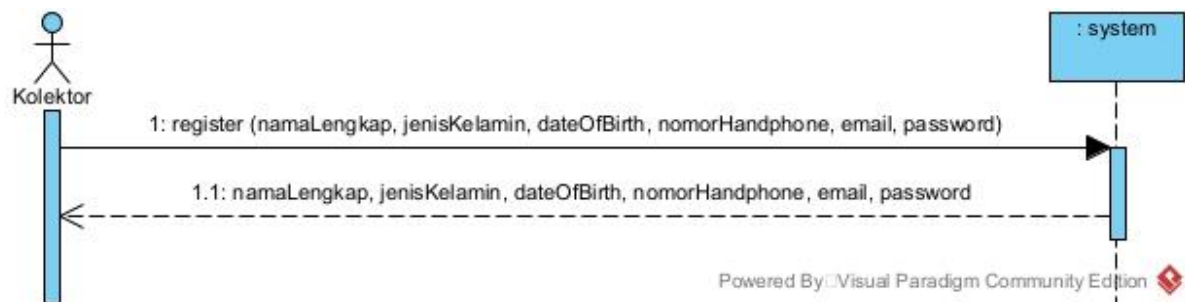 : system
Kolektor
1: register (namaLengkap, jenisKelamin, dateOfBirth, nomorHandphone, email, password)
1.1: namaLengkap, jenisKelamin, dateOfBirth, nomorHandphone, email, password
Powered By Visual Paradigm Community Edition